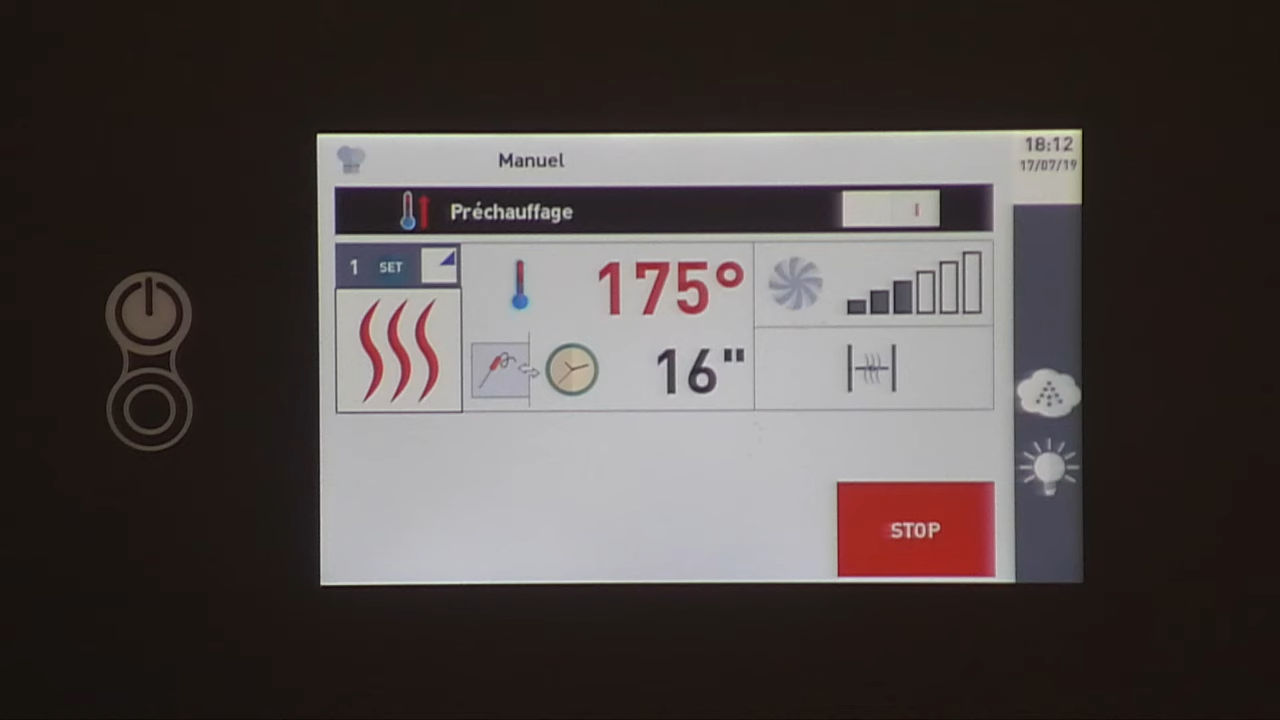 Manuel
18:12
17/07/19
Préchauffage
1 SET
175°
16"
STOP